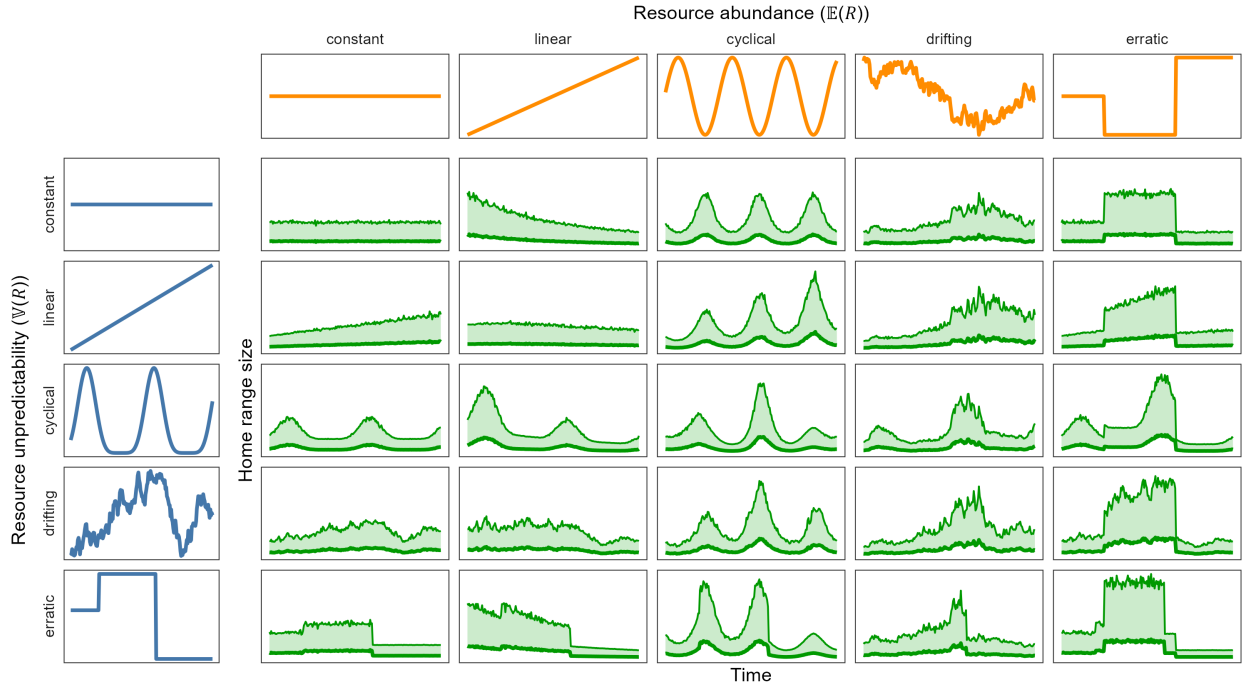 Resource abundance (𝔼(R))
constant
linear
cyclical
drifting
erratic
Resource unpredictability (𝕍(R))
constant
linear
cyclical
drifting
erratic
Home range size
Time